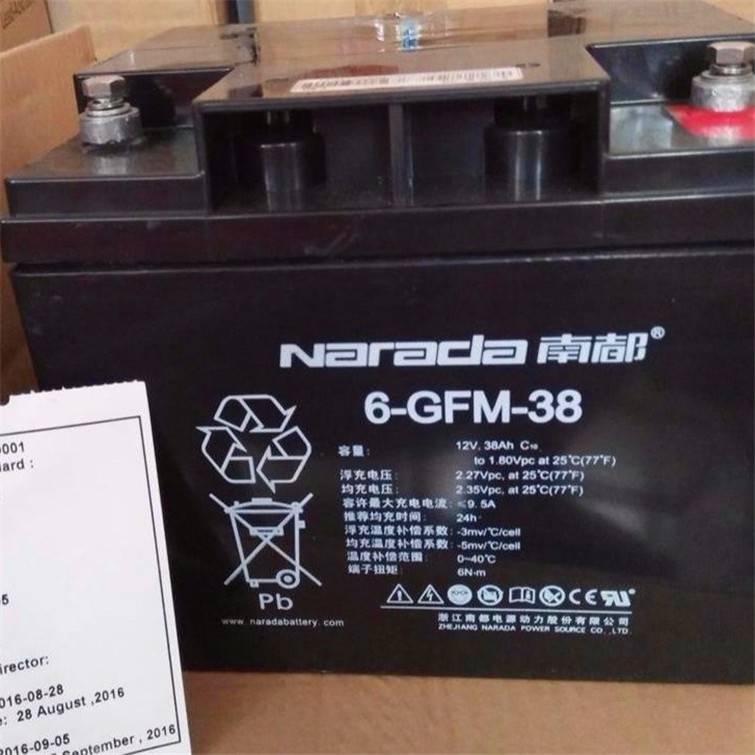 Narada 南都®
6-GFM-38
容量: 12V, 38Ah C₁₀
to 1.80Vpc at 25℃(77℉)
浮充电压: 2.27Vpc, at 25℃(77℉)
均充电压: 2.35Vpc, at 25℃(77℉)
容许最大充电电流: ≤9.5A
推荐均充时间: 24h
浮充温度补偿系数: -3mv/℃/cell
均充温度补偿系数: -5mv/℃/cell
温度补偿范围: 0~40℃
端子扭矩: 6N·m
Pb
www.naradabattery.com
浙江南都电源动力股份有限公司
ZHEJIANG NARADA POWER SOURCE CO., LTD.
0001
lard :
5
irector:
2016-08-28
e: 28 August ,2016
2016-09-05
September , 2016